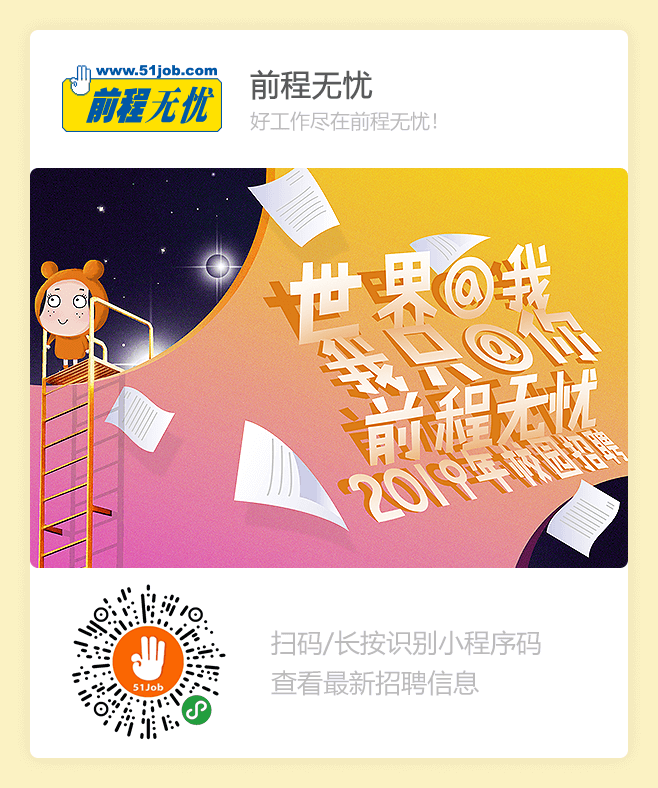 www.51job.com
前程无忧
前程无忧
好工作尽在前程无忧!
世界@我
我只@你
前程无忧
2019年校园招聘
51Job
扫码/长按识别小程序码
查看最新招聘信息